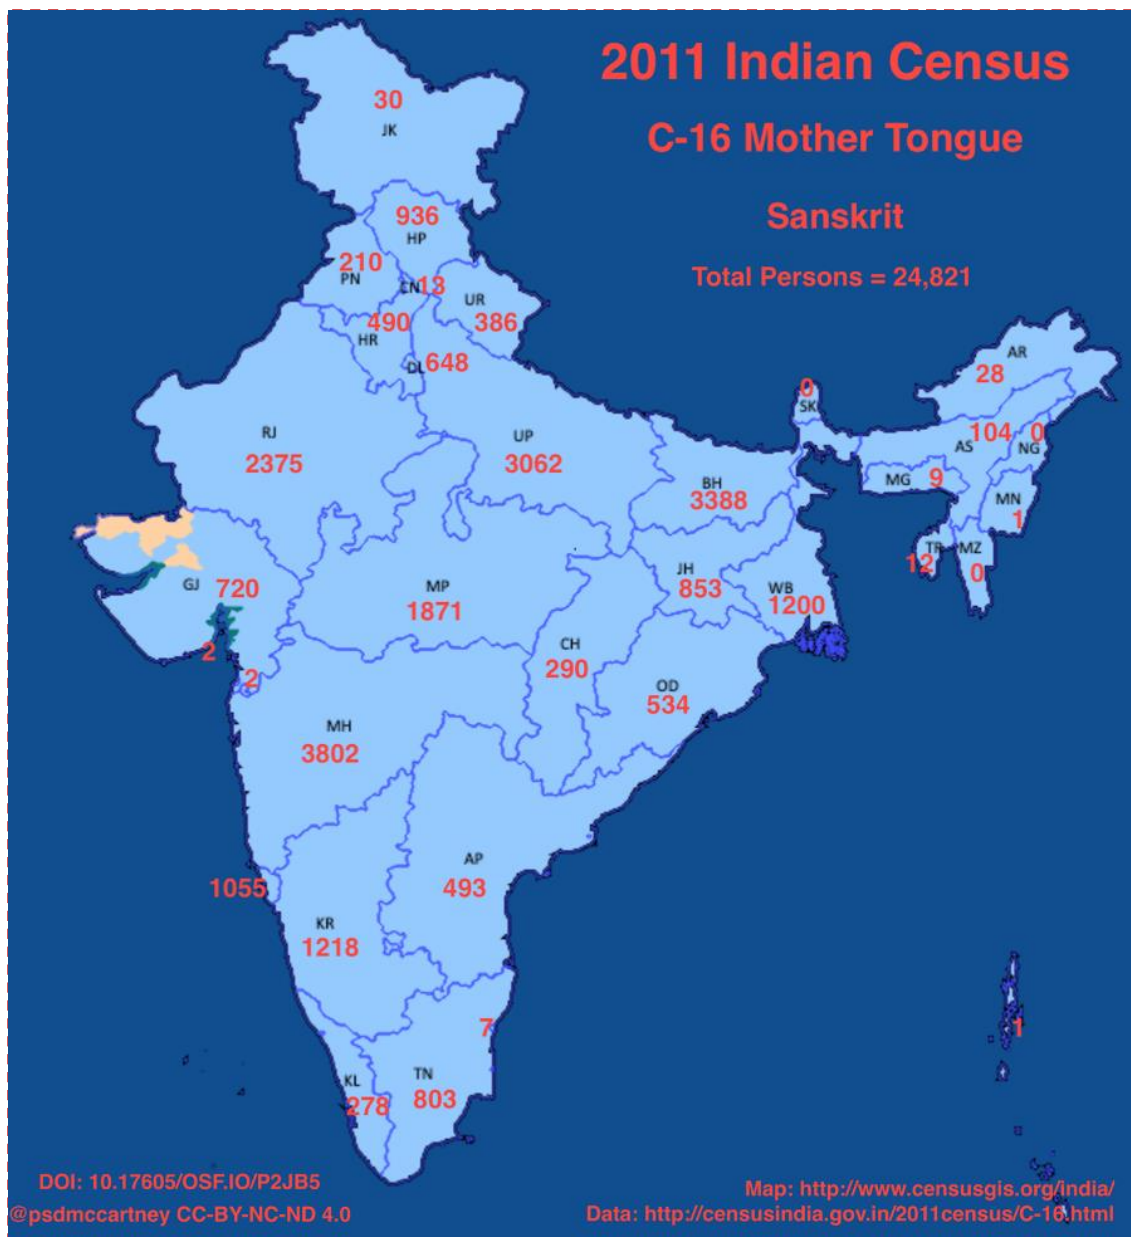 2011 Indian Census
C-16 Mother Tongue
Sanskrit
Total Persons = 24,821
30
JK
936
HP
210
PN
CN 13
UR
386
490
HR
DL 648
AR
28
0
SK
RJ
2375
UP
3062
104
AS
0
NG
BH
3388
MG 9
MN
1
TR
12
MZ
0
GJ
720
MP
1871
JH
853
WB
1200
2
2
CH
290
OD
534
MH
3802
AP
493
1055
KR
1218
7
1
KL
278
TN
803
DOI: 10.17605/OSF.IO/P2JB5
@psdmccartney CC-BY-NC-ND 4.0
Map: http://www.censusgis.org/india/
Data: http://censusindia.gov.in/2011census/C-16.html